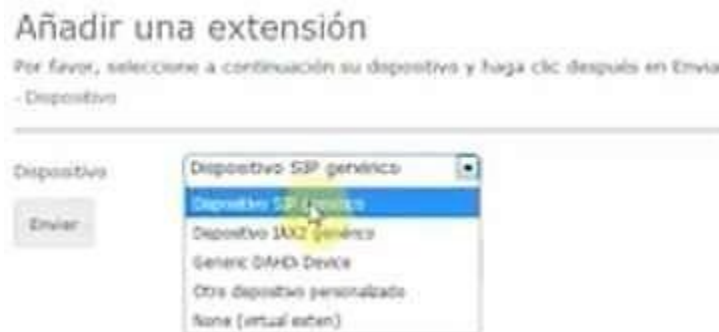 Añadir una extensión
Por favor, seleccione a continuación su dispositivo y haga clic después en Envia
- Dispositivo
Dispositivo
Dispositivo SIP genérico
Enviar
Dispositivo SIP genérico
Dispositivo IAX2 genérico
Generic DAHDi Device
Otro dispositivo personalizado
None (virtual exten)